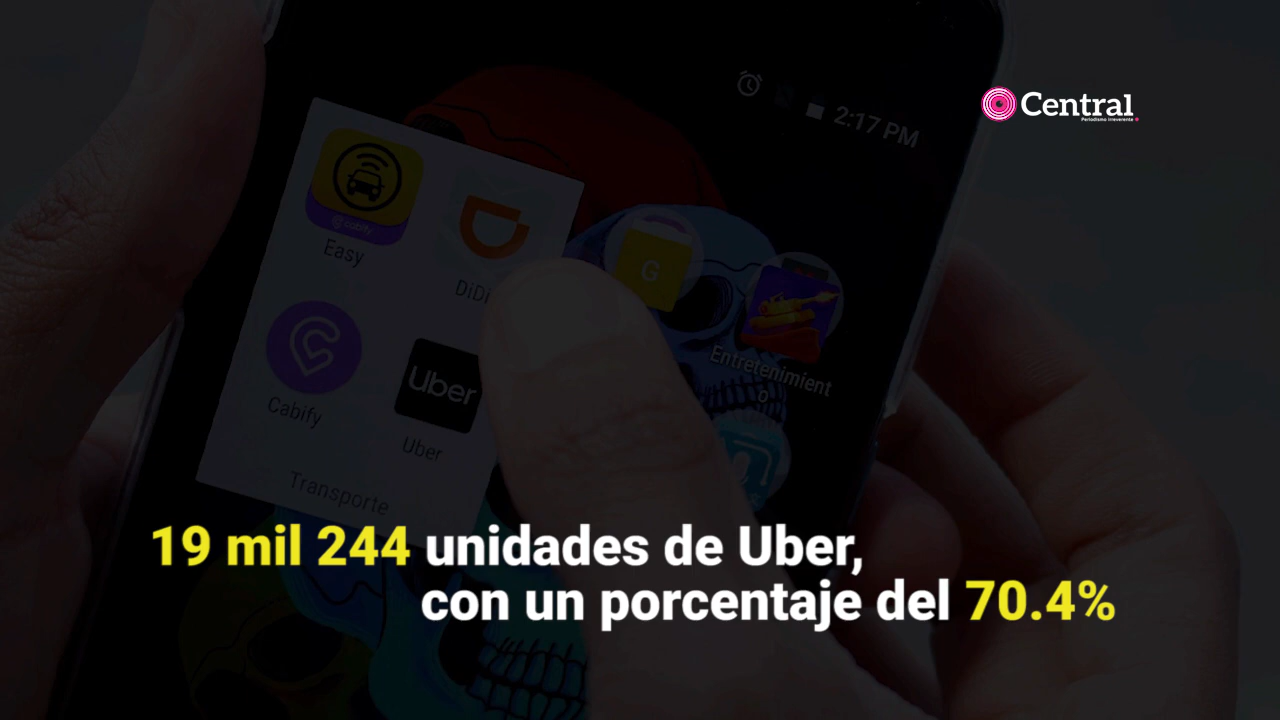 Central
Periodismo Irreverente
2:17 PM
cabify
Easy
DiDi
G
Uber
Cabify
Uber
Entretenimient
o
Transporte
19 mil 244 unidades de Uber,
con un porcentaje del 70.4%